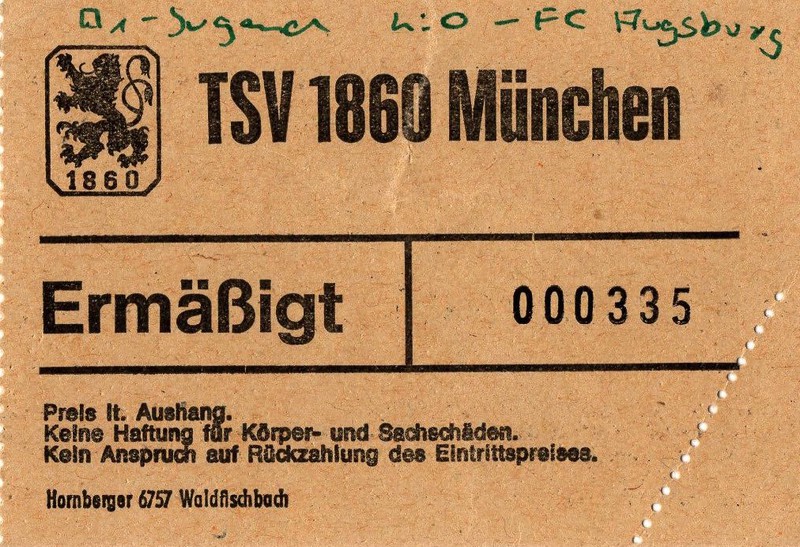 A1-Jugend 4:0 - FC Augsburg
TSV 1860 München
1860
Ermäßigt
000335
Preis lt. Aushang.
Keine Haftung für Körper- und Sachschäden.
Kein Anspruch auf Rückzahlung des Eintrittspreises.
Hornberger 6757 Waldfischbach